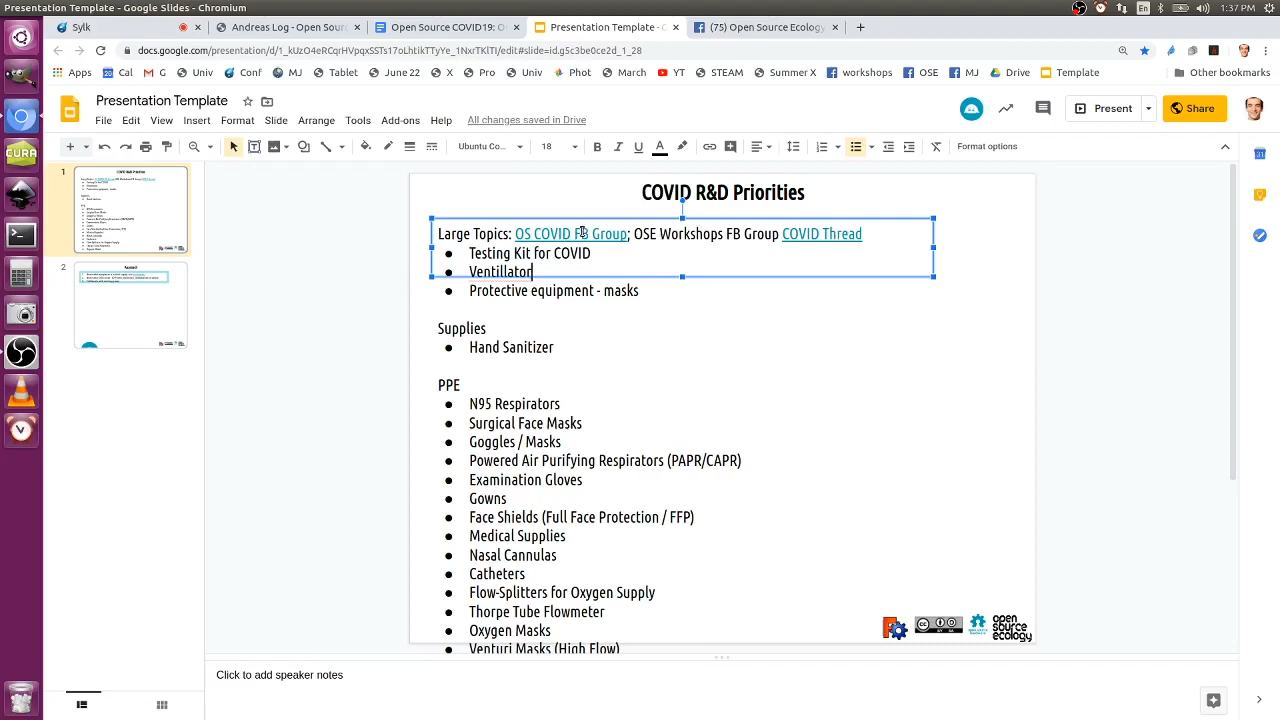 Presentation Template - Google Slides - Chromium
En
1:37 PM
Sylk
Andreas Log - Open Sourc
Open Source COVID19: O
Presentation Template - G
(75) Open Source Ecology
docs.google.com/presentation/d/1_kUzO4eRCqrHVpqxSSTs17oLhtikTTyYe_1NxrTKlTI/edit#slide=id.g5c3be0ce2d_1_28
Apps
Cal
G
Univ
Conf
MJ
Tablet
June 22
X
Pro
Univ
Phot
March
YT
STEAM
Summer X
workshops
OSE
MJ
Drive
Template
Other bookmarks
Presentation Template
File Edit View Insert Format Slide Arrange Tools Add-ons Help All changes saved in Drive
Present
Share
Ubuntu Co...
18
Format options
1
2
COVID R&D Priorities
Large Topics: OS COVID FB Group; OSE Workshops FB Group COVID Thread
● Testing Kit for COVID
● Ventillator
● Protective equipment - masks
Supplies
● Hand Sanitizer
PPE
● N95 Respirators
● Surgical Face Masks
● Goggles / Masks
● Powered Air Purifying Respirators (PAPR/CAPR)
● Examination Gloves
● Gowns
● Face Shields (Full Face Protection / FFP)
● Medical Supplies
● Nasal Cannulas
● Catheters
● Flow-Splitters for Oxygen Supply
● Thorpe Tube Flowmeter
● Oxygen Masks
● Venturi Masks (High Flow)
open source ecology
Click to add speaker notes
CURA